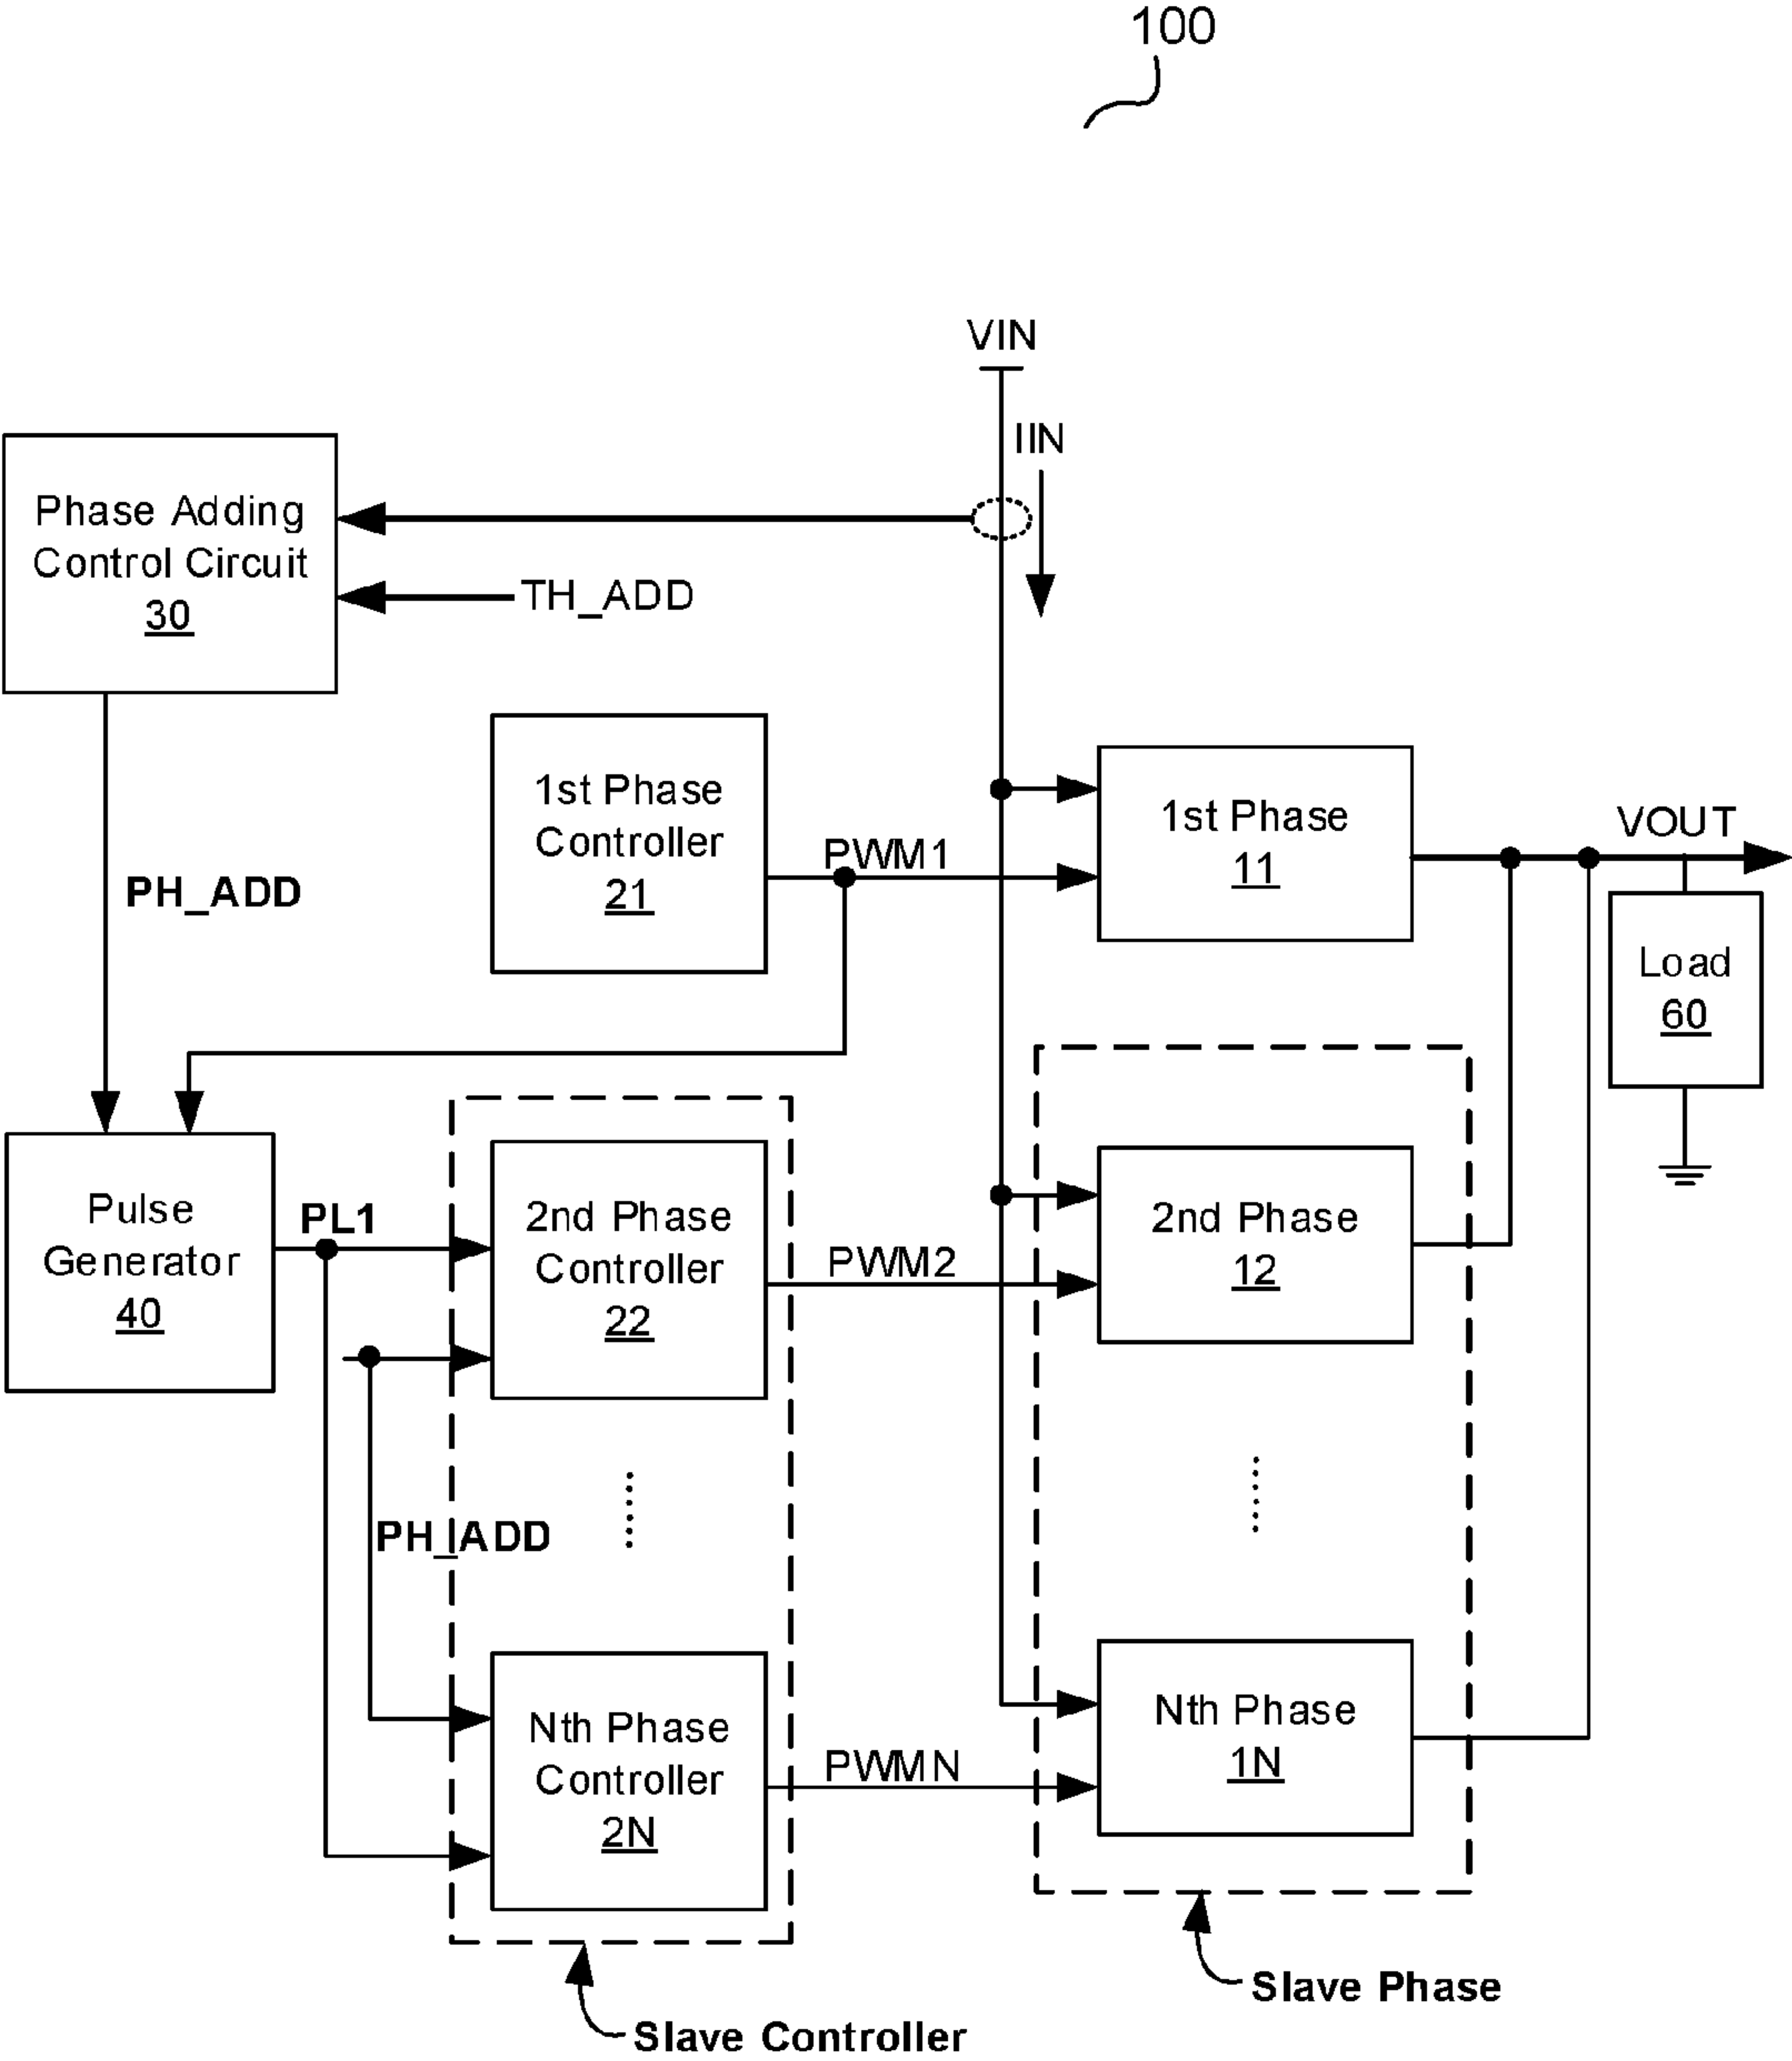 100
VIN
IIN
Phase Adding
Control Circuit
30
TH_ADD
1st Phase
Controller
21
PWM1
1st Phase
11
VOUT
PH_ADD
Load
60
Pulse
Generator
40
PL1
2nd Phase
Controller
22
PWM2
2nd Phase
12
PH_ADD
Nth Phase
Controller
2N
PWMN
Nth Phase
1N
Slave Phase
Slave Controller